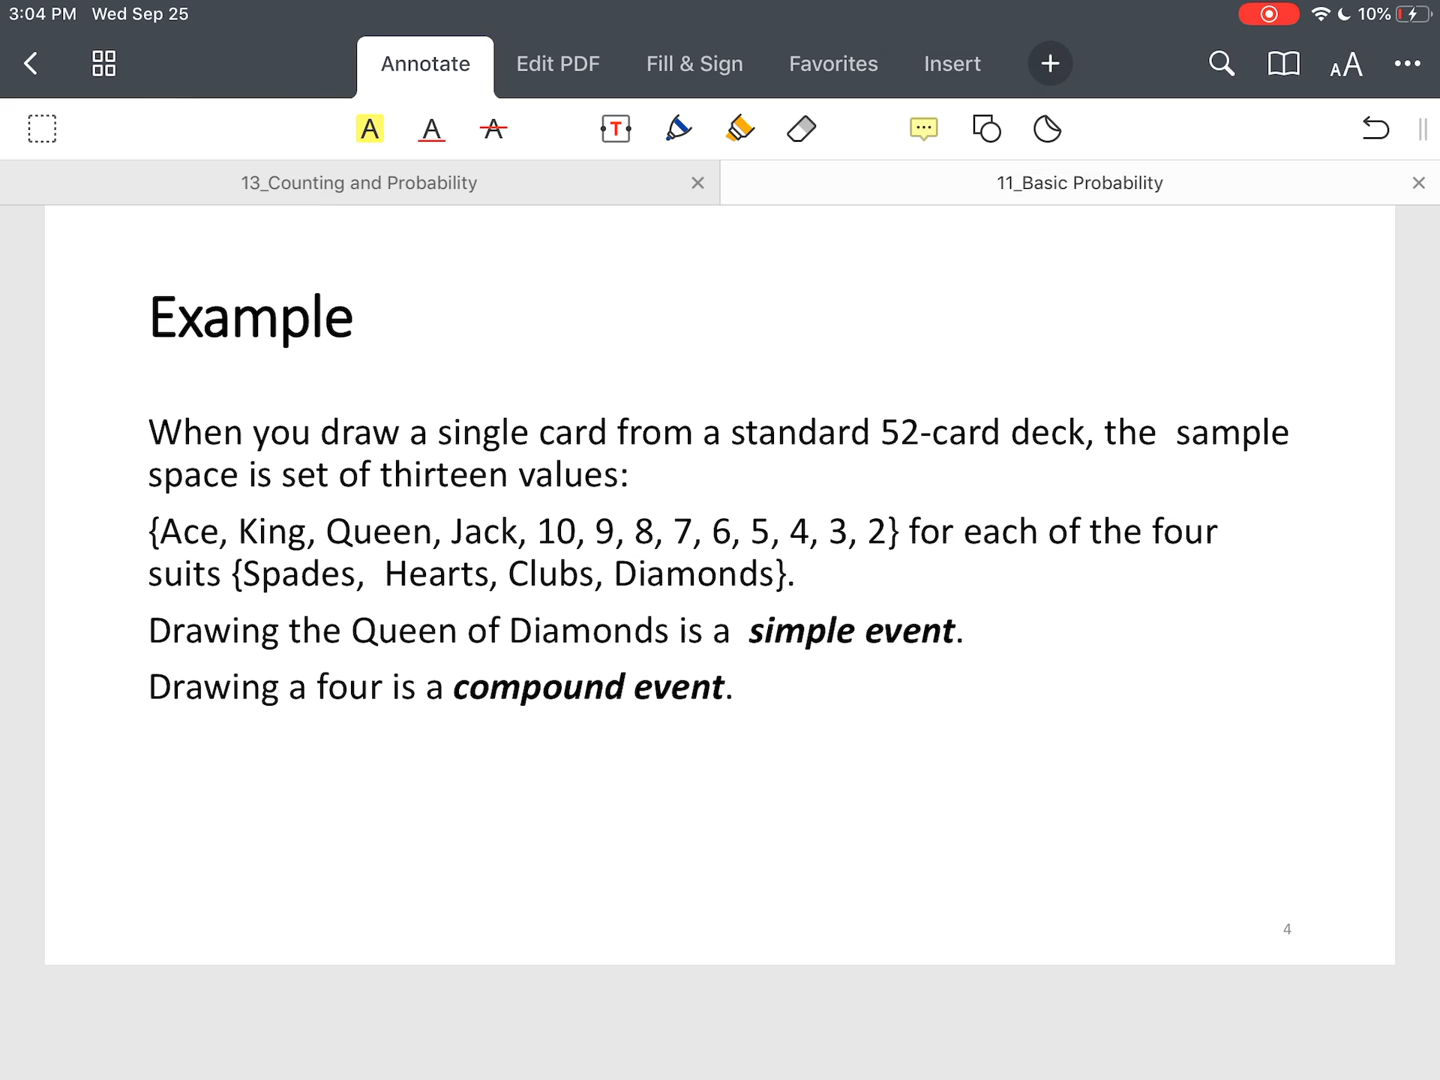 3:04 PM Wed Sep 25 10%
Annotate Edit PDF Fill & Sign Favorites Insert AA
A A A T
13_Counting and Probability 11_Basic Probability
Example
When you draw a single card from a standard 52-card deck, the sample
space is set of thirteen values:
{Ace, King, Queen, Jack, 10, 9, 8, 7, 6, 5, 4, 3, 2} for each of the four
suits {Spades, Hearts, Clubs, Diamonds}.
Drawing the Queen of Diamonds is a simple event.
Drawing a four is a compound event.
4